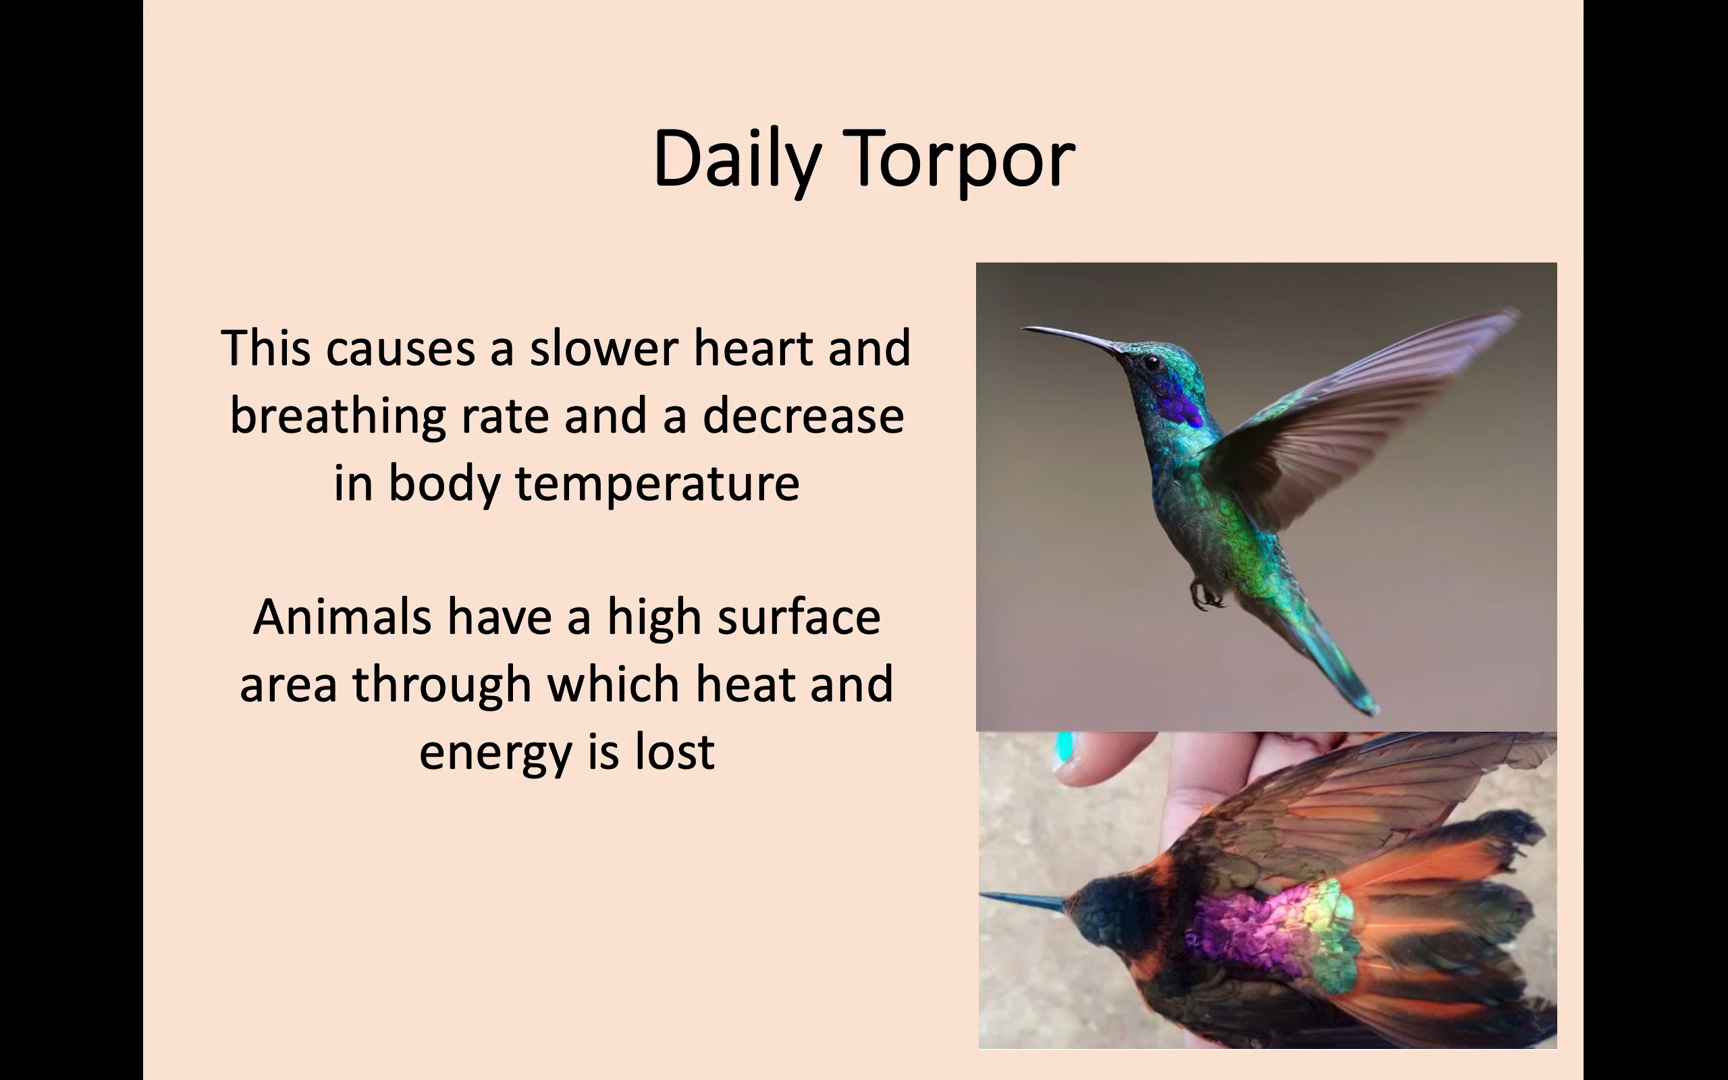 Daily Torpor
This causes a slower heart and
breathing rate and a decrease
in body temperature
Animals have a high surface
area through which heat and
energy is lost